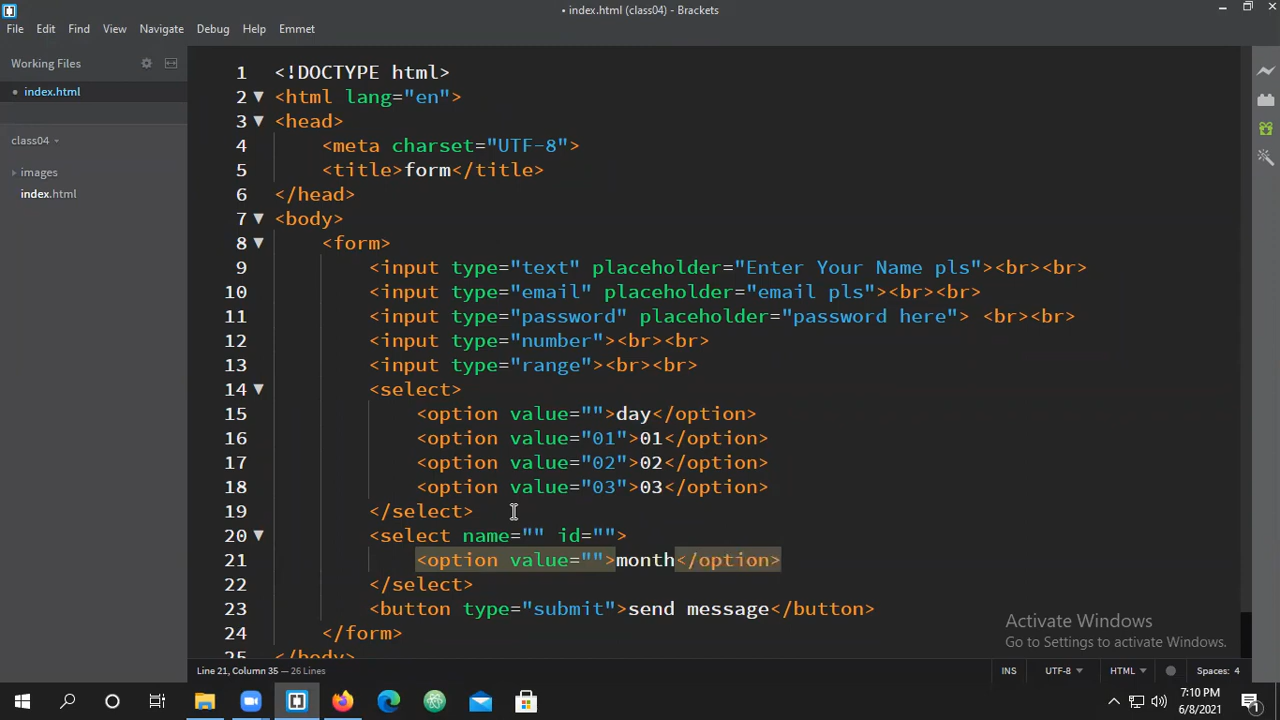 • index.html (class04) - Brackets
File Edit Find View Navigate Debug Help Emmet
Working Files
• index.html
class04
images
index.html
1 <!DOCTYPE html>
2 <html lang="en">
3 <head>
4 <meta charset="UTF-8">
5 <title>form</title>
6 </head>
7 <body>
8 <form>
9 <input type="text" placeholder="Enter Your Name pls"><br><br>
10 <input type="email" placeholder="email pls"><br><br>
11 <input type="password" placeholder="password here"> <br><br>
12 <input type="number"><br><br>
13 <input type="range"><br><br>
14 <select>
15 <option value="">day</option>
16 <option value="01">01</option>
17 <option value="02">02</option>
18 <option value="03">03</option>
19 </select>
20 <select name="" id="">
21 <option value="">month</option>
22 </select>
23 <button type="submit">send message</button>
24 </form>
25 </body>
Activate Windows
Go to Settings to activate Windows.
Line 21, Column 35 — 26 Lines
INS UTF-8 HTML Spaces: 4
7:10 PM
6/8/2021
1